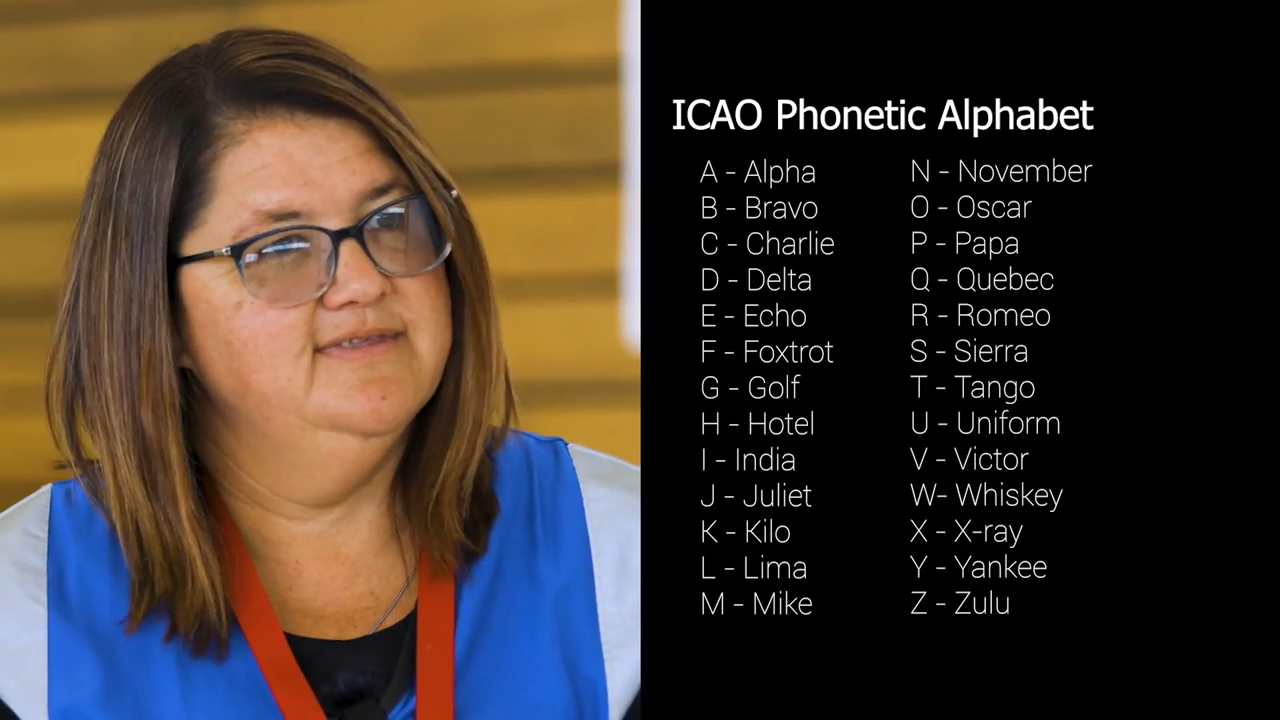 ICAO Phonetic Alphabet
A - Alpha
B - Bravo
C - Charlie
D - Delta
E - Echo
F - Foxtrot
G - Golf
H - Hotel
I - India
J - Juliet
K - Kilo
L - Lima
M - Mike
N - November
O - Oscar
P - Papa
Q - Quebec
R - Romeo
S - Sierra
T - Tango
U - Uniform
V - Victor
W- Whiskey
X - X-ray
Y - Yankee
Z - Zulu